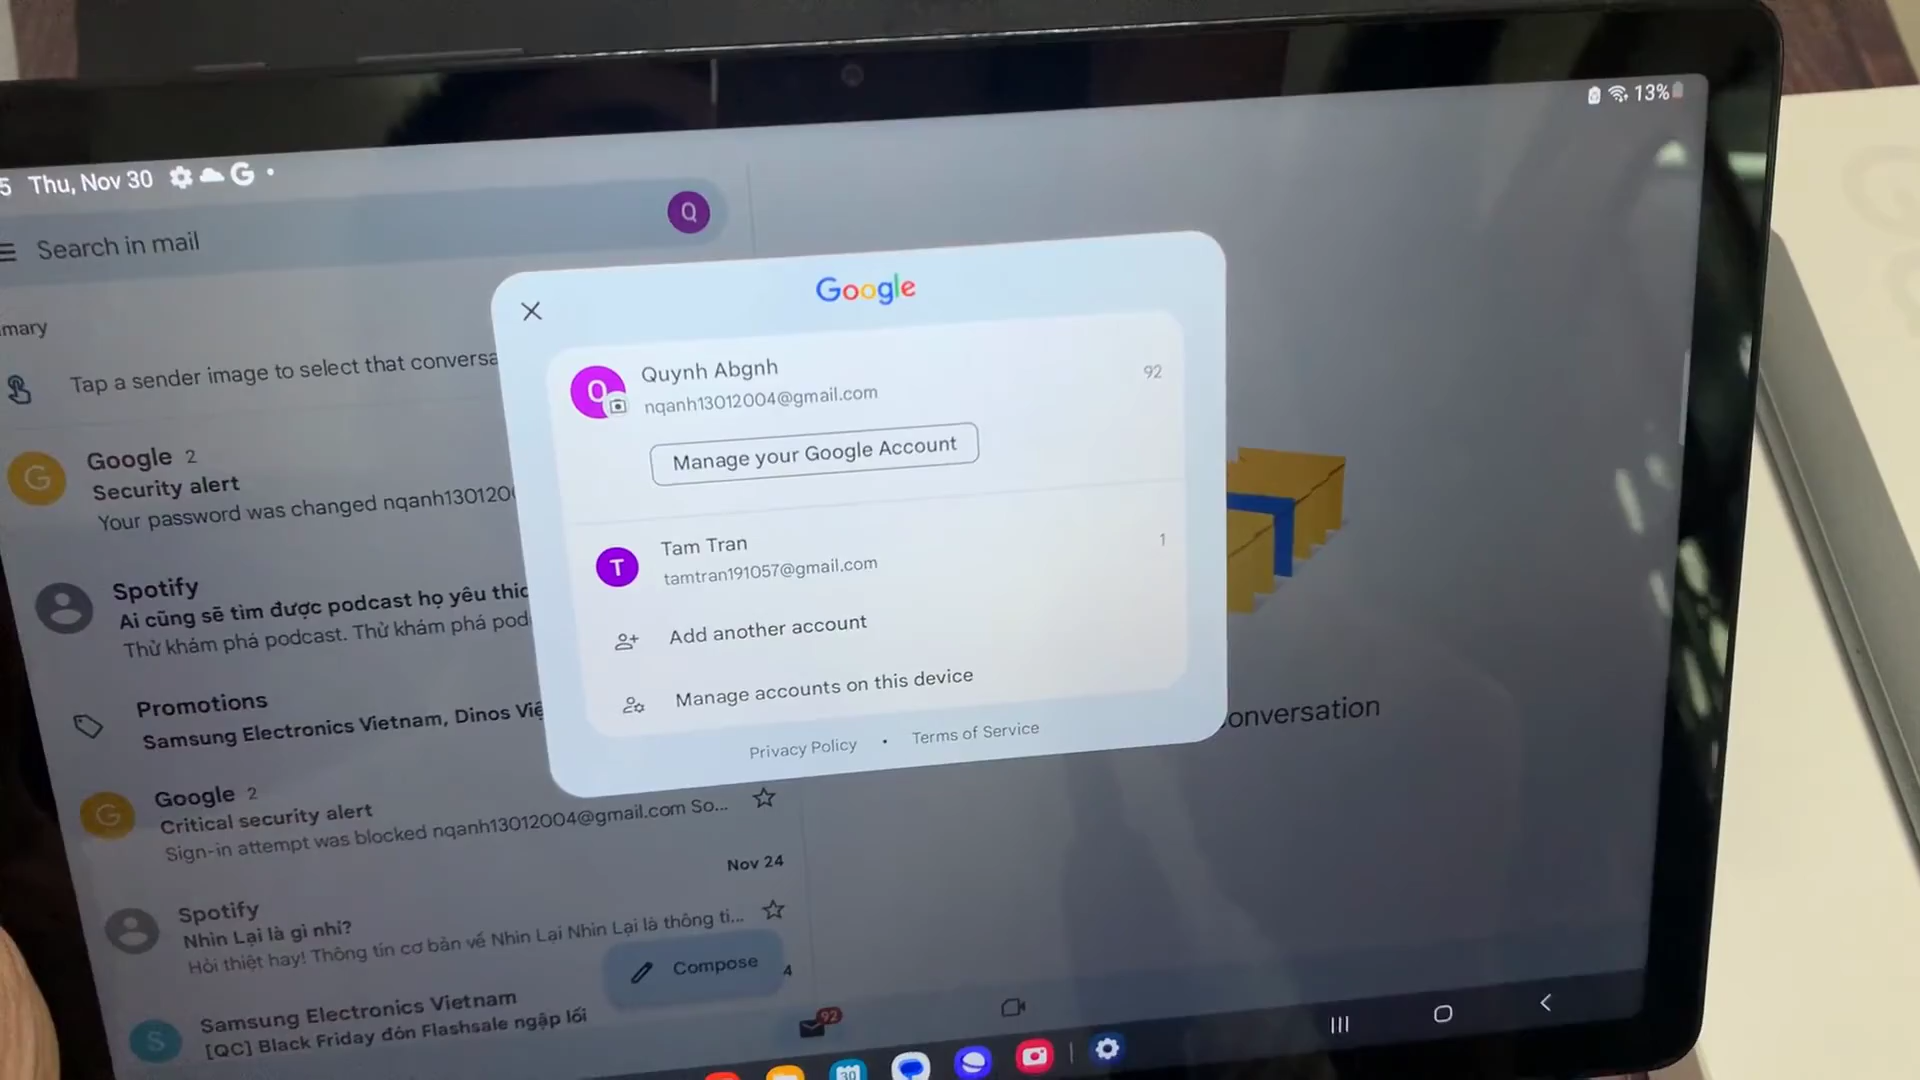 5 Thu, Nov 30 G
13%
Search in mail
Q
mary
Tap a sender image to select that conversa
Google 2
Security alert
Your password was changed nqanh130120
G
Spotify
Ai cũng sẽ tìm được podcast họ yêu thíc
Thử khám phá podcast. Thử khám phá pod
Promotions
Samsung Electronics Vietnam, Dinos Việ
G
Google 2
Critical security alert
Sign-in attempt was blocked nqanh13012004@gmail.com So...
Nov 24
Spotify
Nhìn Lại là gì nhỉ?
Hỏi thiệt hay! Thông tin cơ bản về Nhìn Lại Nhìn Lại là thông ti...
Compose
4
S
Samsung Electronics Vietnam
[QC] Black Friday đón Flashsale ngập lối
92
30
Google
Q
Quynh Abgnh
92
nqanh13012004@gmail.com
Manage your Google Account
T
Tam Tran
1
tamtran191057@gmail.com
Add another account
Manage accounts on this device
Privacy Policy • Terms of Service
onversation